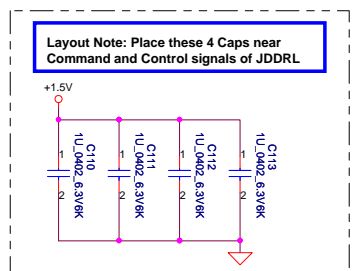 Layout Note: Place these 4 Caps near
Command and Control signals of JDDRL
+1.5V
1
2
C110
1U_0402_6.3V6K
1
2
C111
1U_0402_6.3V6K
1
2
C112
1U_0402_6.3V6K
1
2
C113
1U_0402_6.3V6K